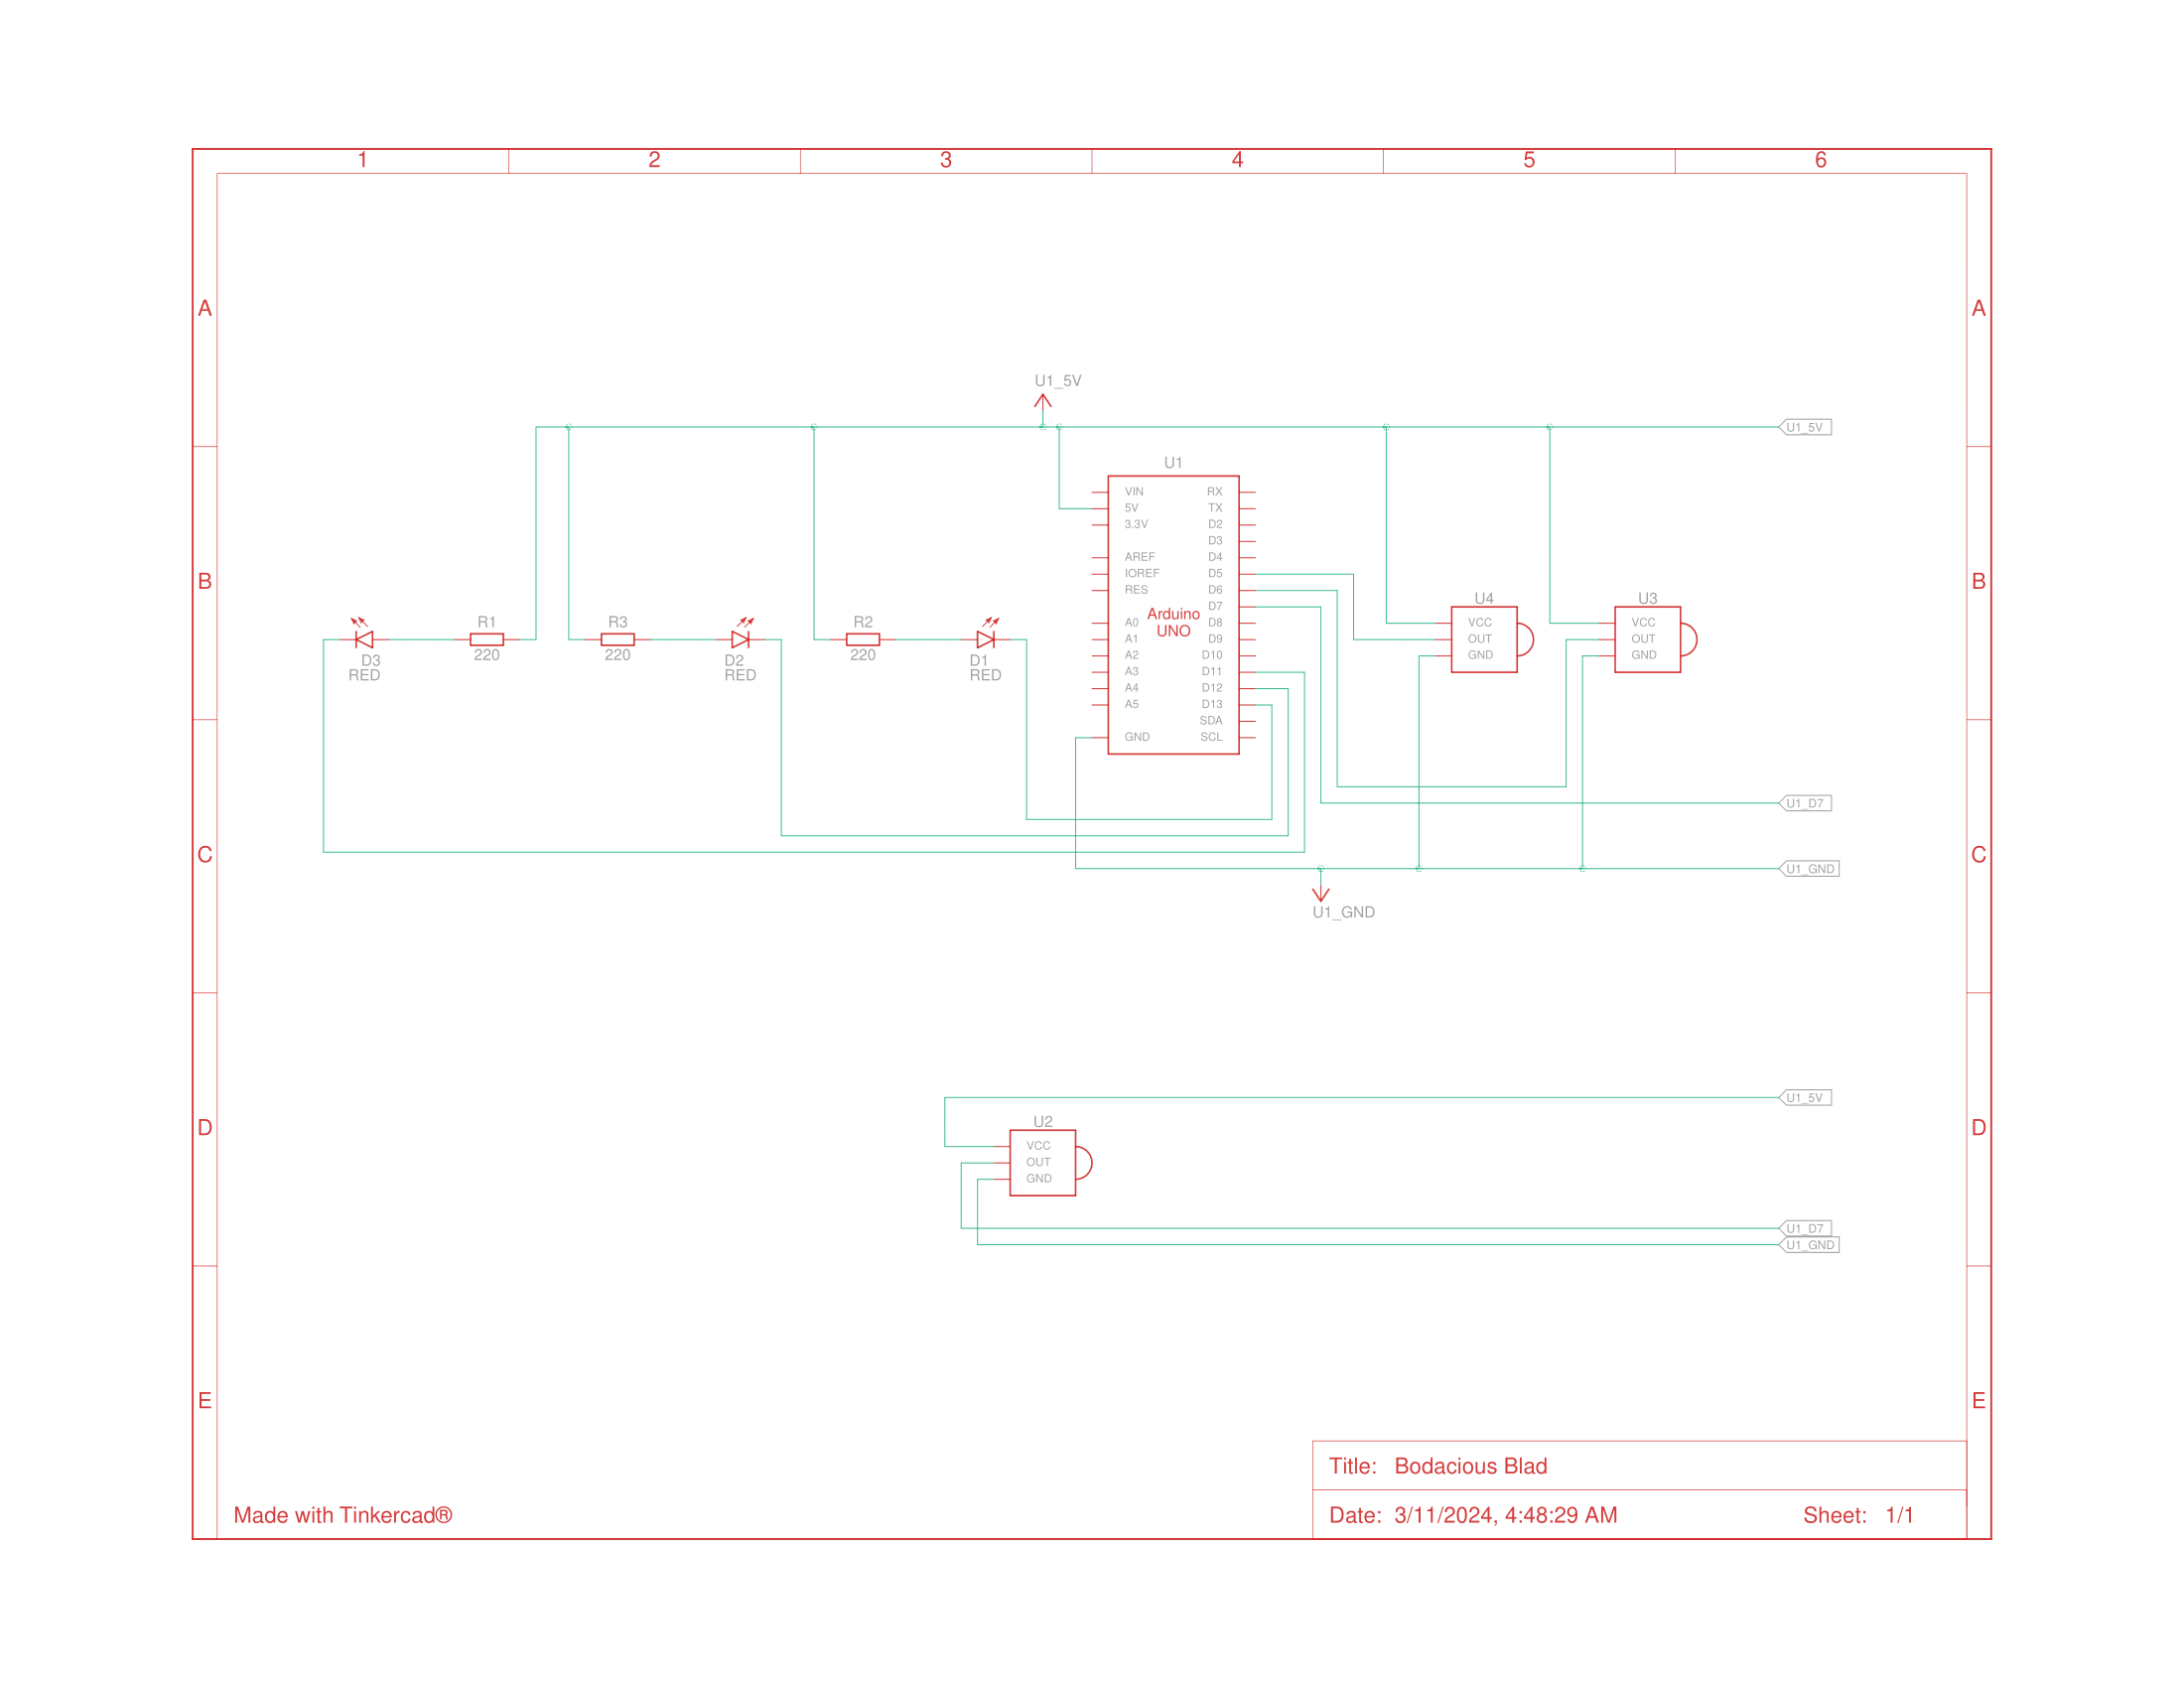 1 2 3 4 5 6
A A
U1_5V
U1_5V
B B
U1
VIN RX
5V TX
3.3V D2
D3
AREF D4
IOREF D5
RES D6
D7
A0 D8
A1 D9
A2 D10
A3 D11
A4 D12
A5 D13
SDA
GND SCL
Arduino
UNO
R1
220
D3
RED
R3
220
D2
RED
R2
220
D1
RED
U4
VCC
OUT
GND
U3
VCC
OUT
GND
U1_D7
C C
U1_GND
U1_GND
U1_5V
D D
U2
VCC
OUT
GND
U1_D7
U1_GND
E E
Title: Bodacious Blad
Made with Tinkercad®
Date: 3/11/2024, 4:48:29 AM Sheet: 1/1